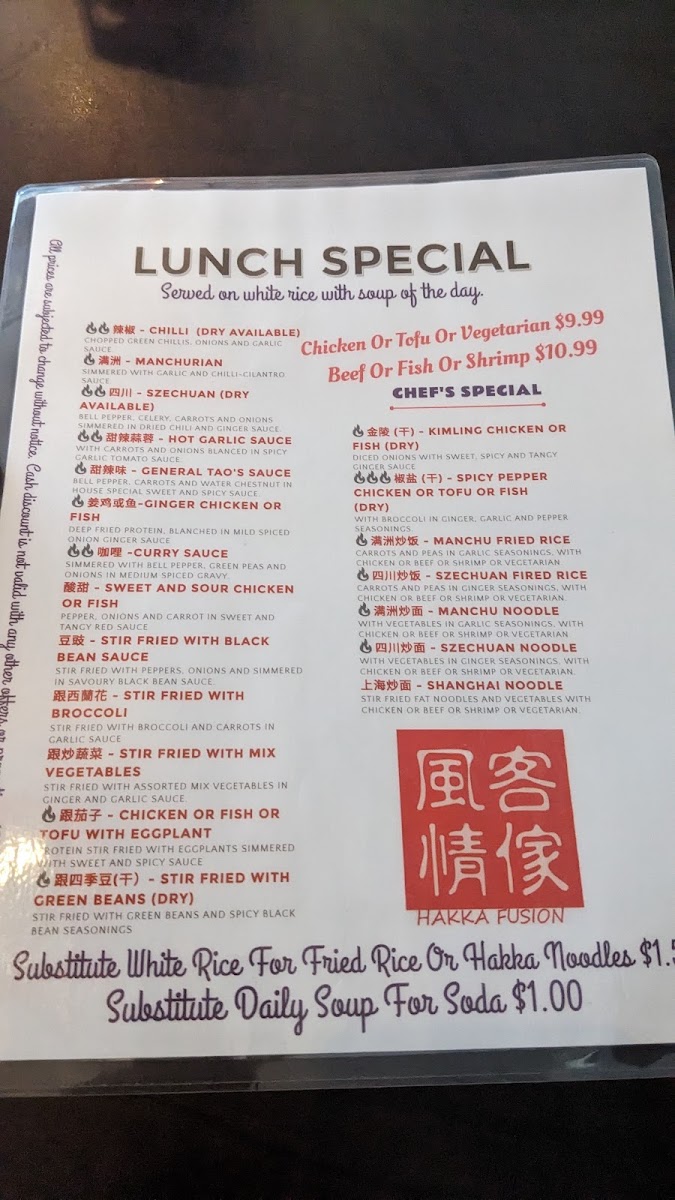 LUNCH SPECIAL
Served on white rice with soup of the day.
All prices are subjected to change without notice. Cash discount is not valid with any other offers or
辣椒 - CHILLI (DRY AVAILABLE)
CHOPPED GREEN CHILLIS, ONIONS AND GARLIC
SAUCE
满洲 - MANCHURIAN
SIMMERED WITH GARLIC AND CHILLI-CILANTRO
SAUCE
四川 - SZECHUAN (DRY
AVAILABLE)
BELL PEPPER, CELERY, CARROTS AND ONIONS
SIMMERED IN DRIED CHILI AND GINGER SAUCE.
甜辣蒜蓉 - HOT GARLIC SAUCE
WITH CARROTS AND ONIONS BLANCED IN SPICY
GARLIC TOMATO SAUCE.
甜辣味 - GENERAL TAO'S SAUCE
BELL PEPPER, CARROTS AND WATER CHESTNUT IN
HOUSE SPECIAL SWEET AND SPICY SAUCE.
姜鸡或鱼-GINGER CHICKEN OR
FISH
DEEP FRIED PROTEIN, BLANCHED IN MILD SPICED
ONION GINGER SAUCE
咖哩 -CURRY SAUCE
SIMMERED WITH BELL PEPPER, GREEN PEAS AND
ONIONS IN MEDIUM SPICED GRAVY.
酸甜 - SWEET AND SOUR CHICKEN
OR FISH
PEPPER, ONIONS AND CARROT IN SWEET AND
TANGY RED SAUCE
豆豉 - STIR FRIED WITH BLACK
BEAN SAUCE
STIR FRIED WITH PEPPERS, ONIONS AND SIMMERED
IN SAVOURY BLACK BEAN SAUCE.
跟西蘭花 - STIR FRIED WITH
BROCCOLI
STIR FRIED WITH BROCCOLI AND CARROTS IN
GARLIC SAUCE
跟炒蔬菜 - STIR FRIED WITH MIX
VEGETABLES
STIR FRIED WITH ASSORTED MIX VEGETABLES IN
GINGER AND GARLIC SAUCE.
跟茄子 - CHICKEN OR FISH OR
TOFU WITH EGGPLANT
PROTEIN STIR FRIED WITH EGGPLANTS SIMMERED
WITH SWEET AND SPICY SAUCE
跟四季豆(干) - STIR FRIED WITH
GREEN BEANS (DRY)
STIR FRIED WITH GREEN BEANS AND SPICY BLACK
BEAN SEASONINGS
Chicken Or Tofu Or Vegetarian $9.99
Beef Or Fish Or Shrimp $10.99
CHEF'S SPECIAL
金陵 (干) - KIMLING CHICKEN OR
FISH (DRY)
DICED ONIONS WITH SWEET, SPICY AND TANGY
GINGER SAUCE
椒盐 (干) - SPICY PEPPER
CHICKEN OR TOFU OR FISH
(DRY)
WITH BROCCOLI IN GINGER, GARLIC AND PEPPER
SEASONINGS.
满洲炒饭 - MANCHU FRIED RICE
CARROTS AND PEAS IN GARLIC SEASONINGS, WITH
CHICKEN OR BEEF OR SHRIMP OR VEGETARIAN
四川炒饭 - SZECHUAN FIRED RICE
CARROTS AND PEAS IN GINGER SEASONINGS, WITH
CHICKEN OR BEEF OR SHRIMP OR VEGETARIAN.
满洲炒面 - MANCHU NOODLE
WITH VEGETABLES IN GARLIC SEASONINGS, WITH
CHICKEN OR BEEF OR SHRIMP OR VEGETARIAN.
四川炒面 - SZECHUAN NOODLE
WITH VEGETABLES IN GINGER SEASONINGS, WITH
CHICKEN OR BEEF OR SHRIMP OR VEGETARIAN.
上海炒面 - SHANGHAI NOODLE
STIR FRIED FAT NOODLES AND VEGETABLES WITH
CHICKEN OR BEEF OR SHRIMP OR VEGETARIAN.
客傢
風情
HAKKA FUSION
Substitute White Rice For Fried Rice Or Hakka Noodles $1.5
Substitute Daily Soup For Soda $1.00